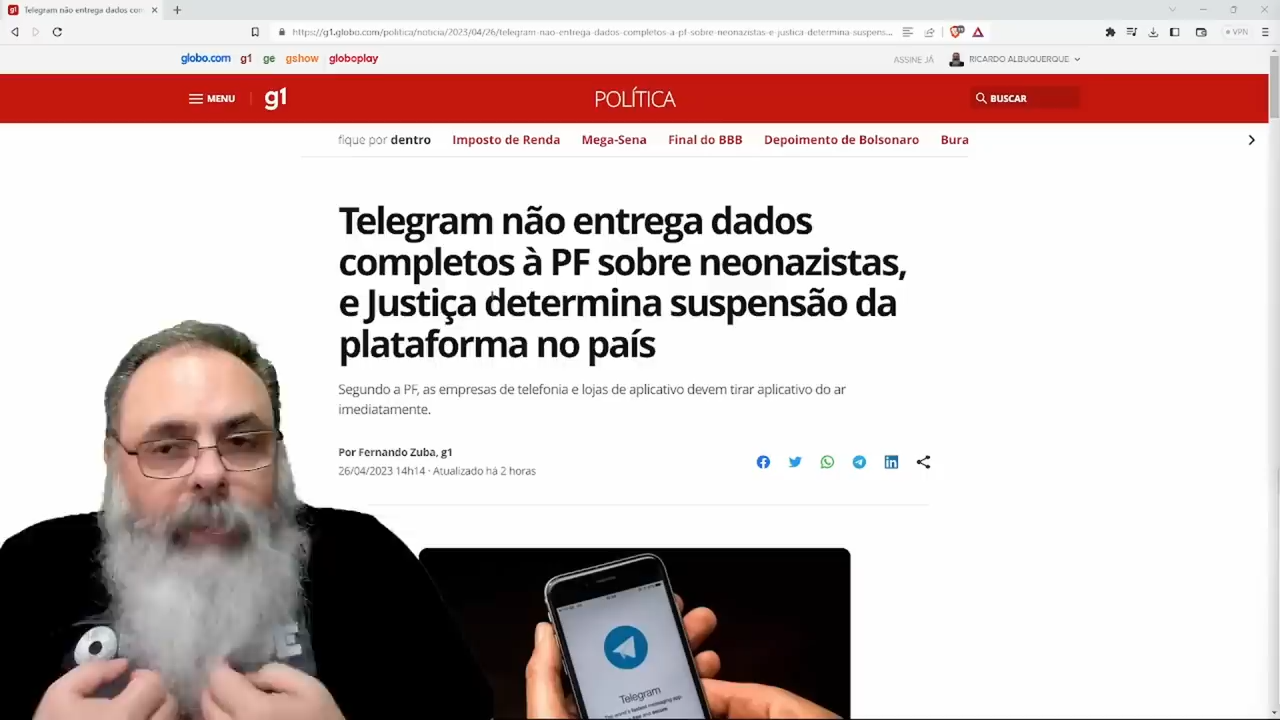 Telegram não entrega dados com
https://g1.globo.com/politica/noticia/2023/04/26/telegram-nao-entrega-dados-completos-a-pf-sobre-neonazistas-e-justica-determina-suspens...
VPN
globo.com g1 ge gshow globoplay
ASSINE JÁ
RICARDO ALBUQUERQUE
MENU
g1
POLÍTICA
BUSCAR
fique por dentro Imposto de Renda Mega-Sena Final do BBB Depoimento de Bolsonaro Bura
Telegram não entrega dados
completos à PF sobre neonazistas,
e Justiça determina suspensão da
plataforma no país
Segundo a PF, as empresas de telefonia e lojas de aplicativo devem tirar aplicativo do ar
imediatamente.
Por Fernando Zuba, g1
26/04/2023 14h14 · Atualizado há 2 horas
Telegram